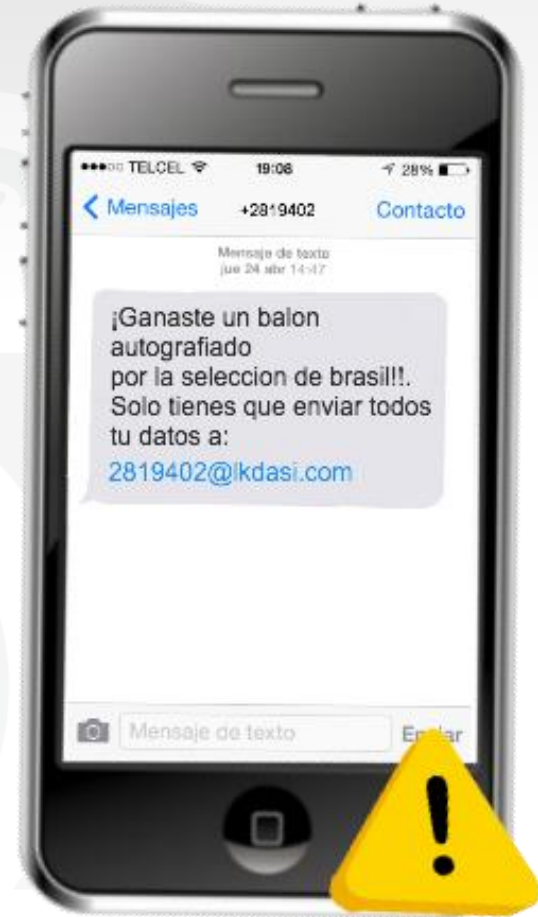 TELCEL 19:08 28%
Mensajes +2819402 Contacto
Mensaje de texto
jue 24 abr 14:47
¡Ganaste un balon
autografiado
por la seleccion de brasil!!.
Solo tienes que enviar todos
tu datos a:
2819402@lkdasi.com
Mensaje de texto
!